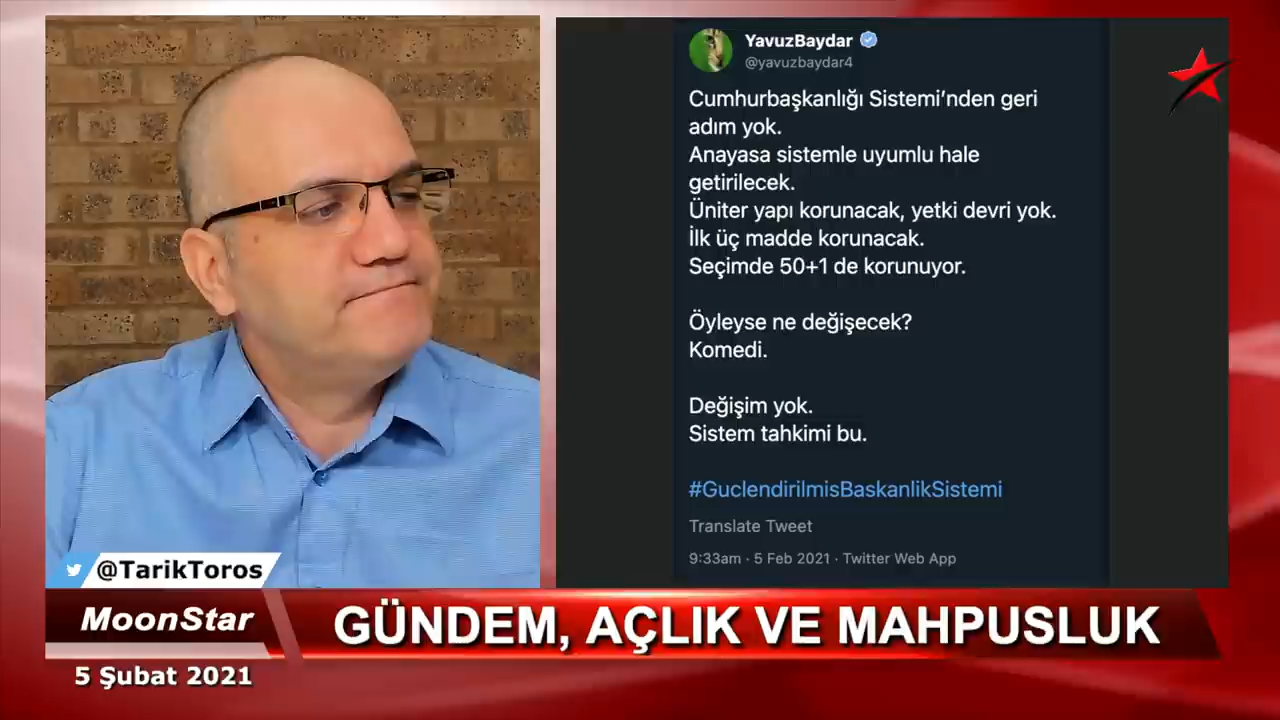 YavuzBaydar
@yavuzbaydar4
Cumhurbaşkanlığı Sistemi’nden geri
adım yok.
Anayasa sistemle uyumlu hale
getirilecek.
Üniter yapı korunacak, yetki devri yok.
İlk üç madde korunacak.
Seçimde 50+1 de korunuyor.
Öyleyse ne değişecek?
Komedi.
Değişim yok.
Sistem tahkimi bu.
#GuclendirilmisBaskanlikSistemi
Translate Tweet
9:33am · 5 Feb 2021 · Twitter Web App
@TarikToros
MoonStar
GÜNDEM, AÇLIK VE MAHPUSLUK
5 Şubat 2021